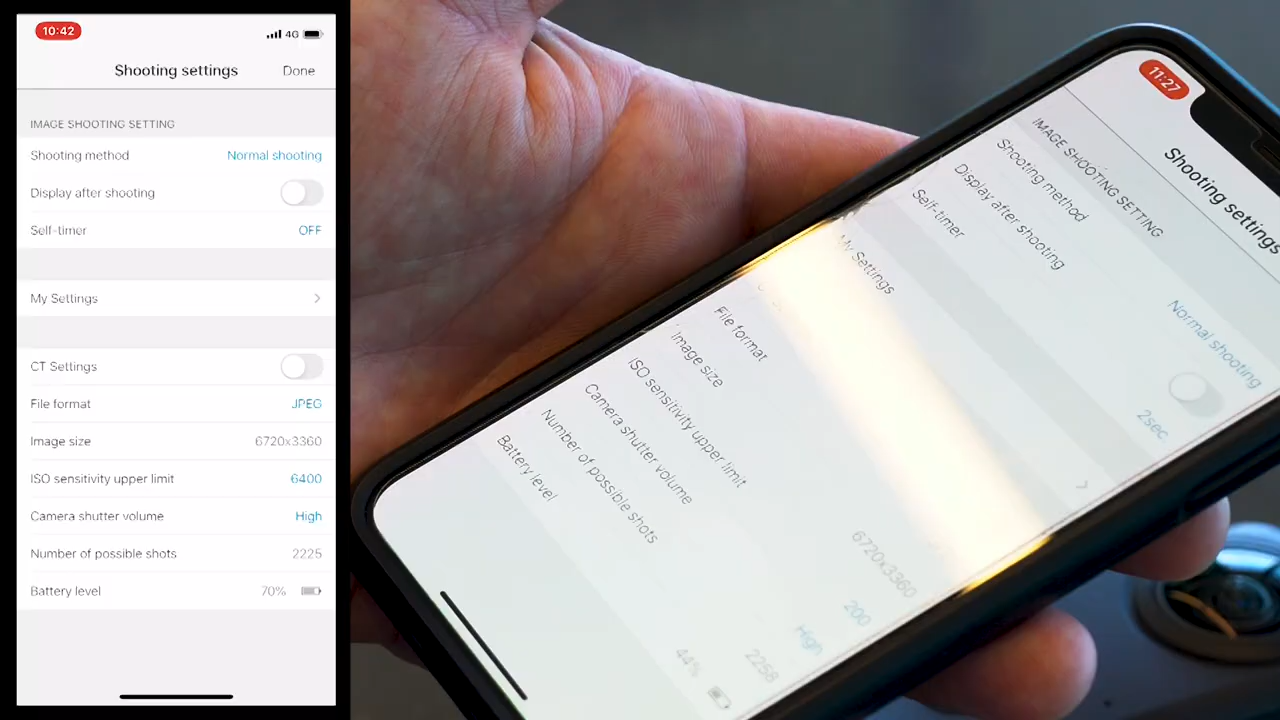 10:42
4G
Shooting settings Done
IMAGE SHOOTING SETTING
Shooting method Normal shooting
Display after shooting
Self-timer OFF
My Settings
CT Settings
File format JPEG
Image size 6720x3360
ISO sensitivity upper limit 6400
Camera shutter volume High
Number of possible shots 2225
Battery level 70%
11:27
Shooting settings
IMAGE SHOOTING SETTING
Shooting method Normal shooting
Display after shooting
Self-timer 2sec.
My Settings
File format
Image size 6720x3360
ISO sensitivity upper limit 200
Camera shutter volume High
Number of possible shots 2258
Battery level 44%